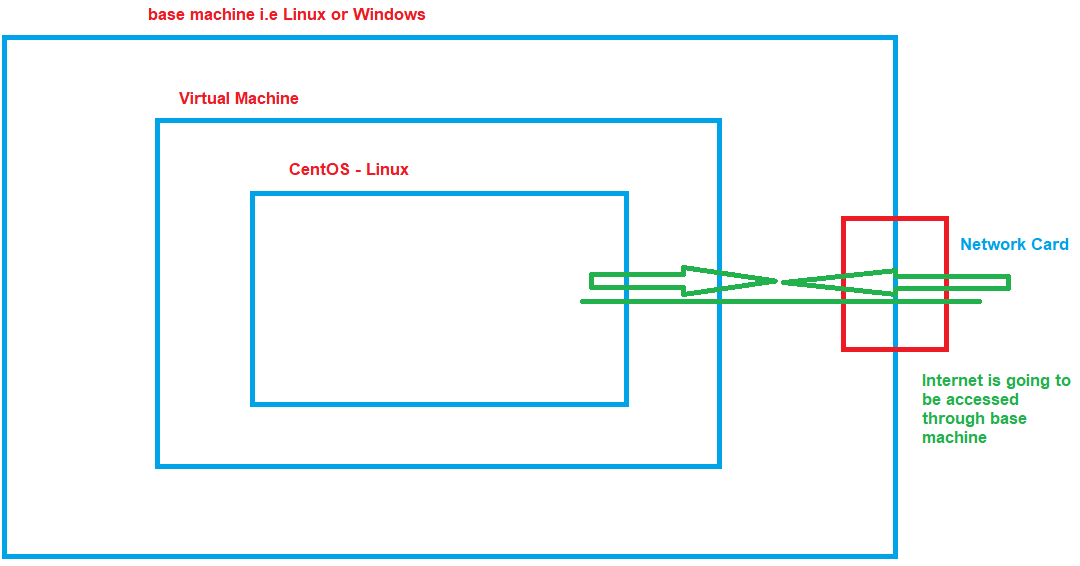 base machine i.e Linux or Windows
Virtual Machine
CentOS - Linux
Network Card
Internet is going to
be accessed
through base
machine